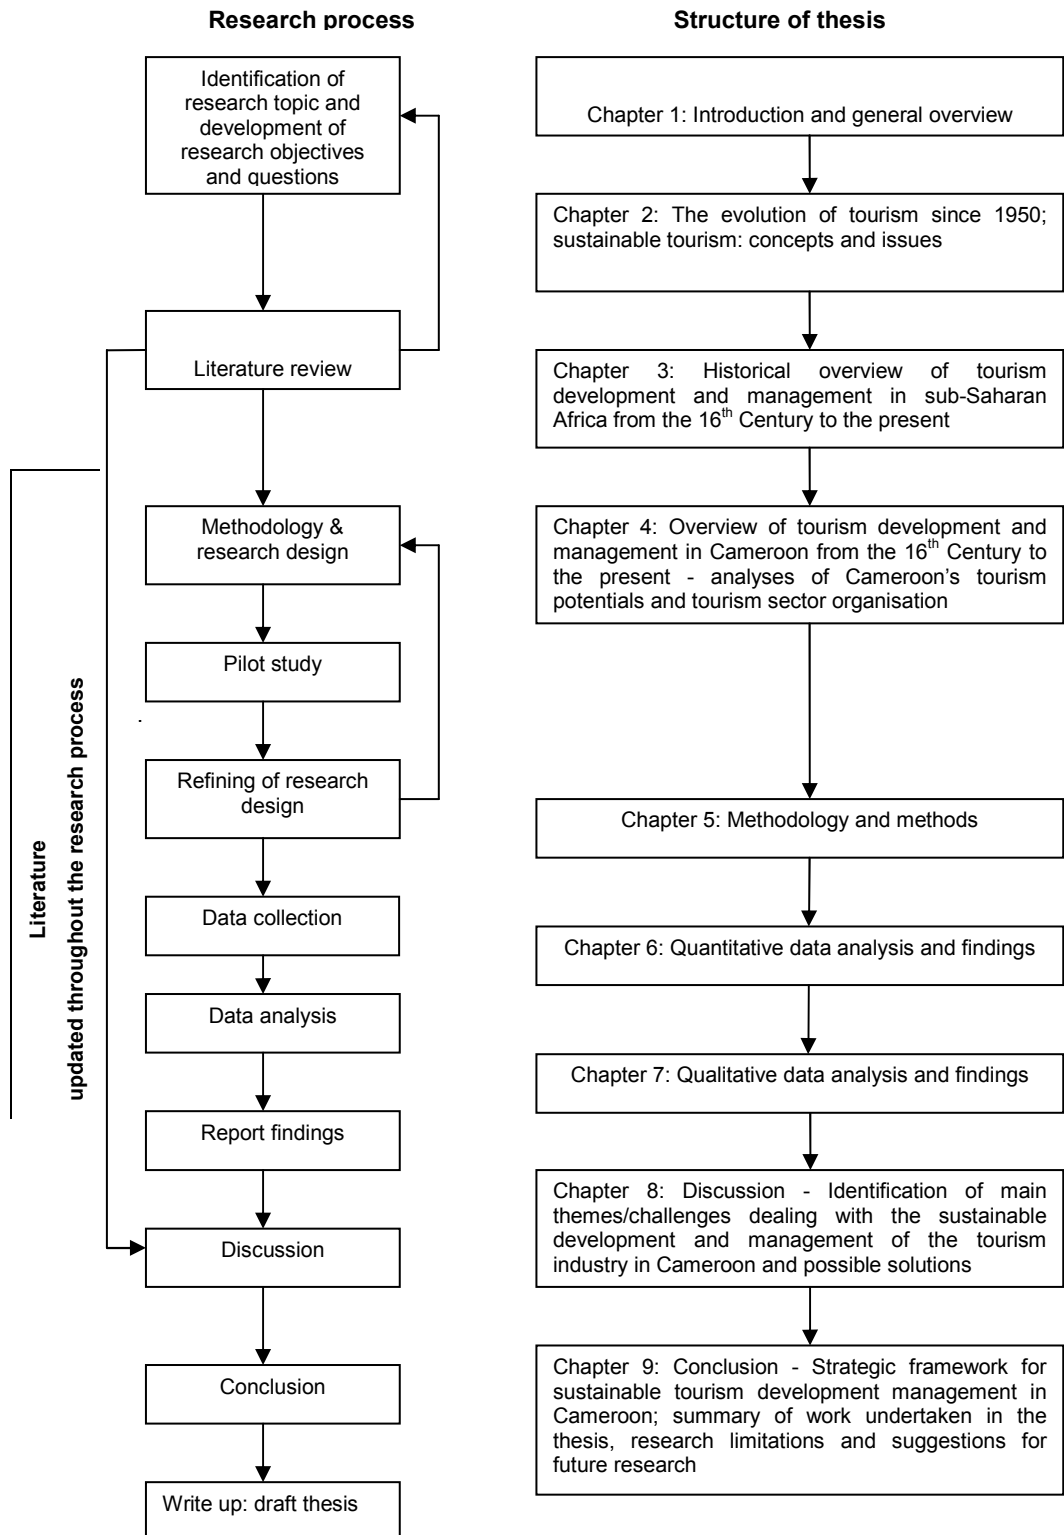 Research process
Identification of
research topic and
development of
research objectives
and questions
Literature review
Methodology &
research design
Pilot study
Refining of research
design
Data collection
Data analysis
Report findings
Discussion
Conclusion
Write up: draft thesis
Literature
updated throughout the research process
.
Structure of thesis
Chapter 1: Introduction and general overview
Chapter 2: The evolution of tourism since 1950;
sustainable tourism: concepts and issues
Chapter 3: Historical overview of tourism
development and management in sub-Saharan
Africa from the 16th Century to the present
Chapter 4: Overview of tourism development and
management in Cameroon from the 16th Century to
the present - analyses of Cameroon's tourism
potentials and tourism sector organisation
Chapter 5: Methodology and methods
Chapter 6: Quantitative data analysis and findings
Chapter 7: Qualitative data analysis and findings
Chapter 8: Discussion - Identification of main
themes/challenges dealing with the sustainable
development and management of the tourism
industry in Cameroon and possible solutions
Chapter 9: Conclusion - Strategic framework for
sustainable tourism development management in
Cameroon; summary of work undertaken in the
thesis, research limitations and suggestions for
future research